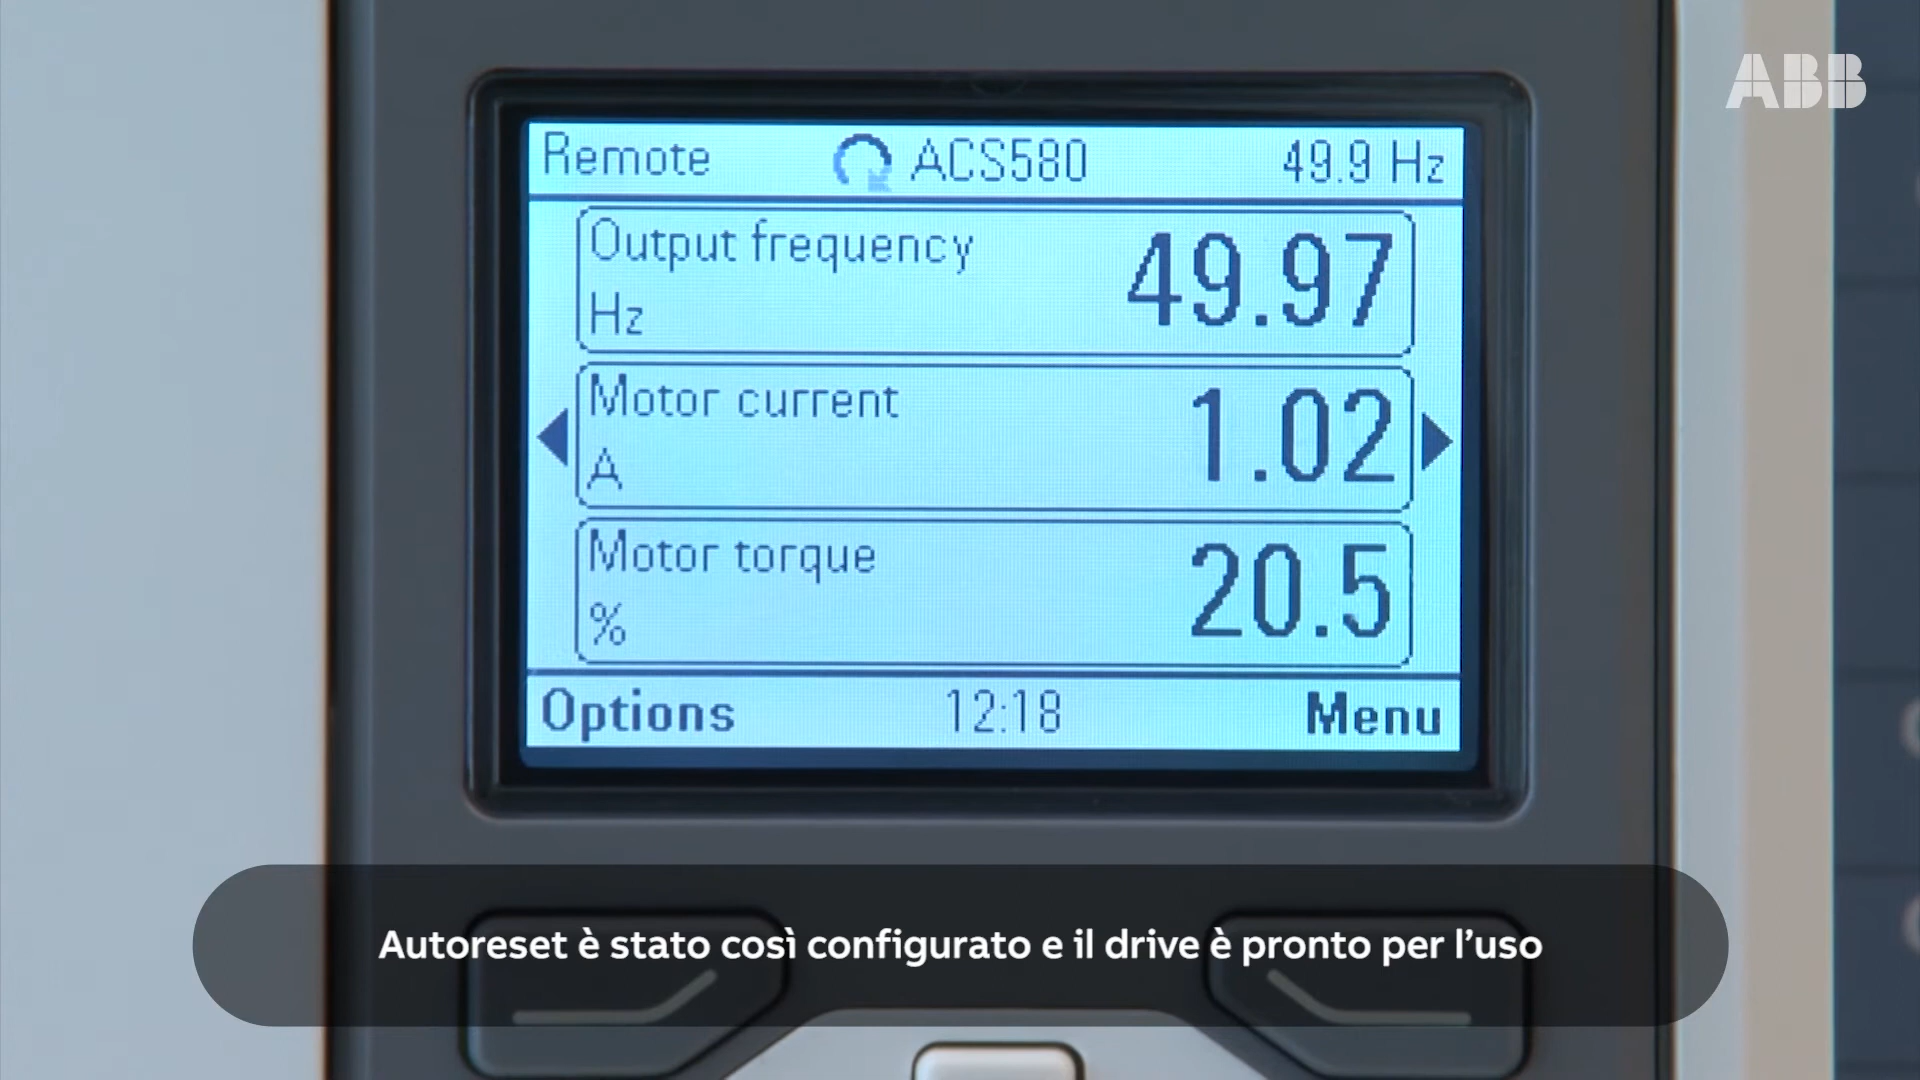 ABB
Remote ACS580 49.9 Hz
Output frequency 49.97
Hz
Motor current 1.02
A
Motor torque 20.5
%
Options 12:18 Menu
Autoreset è stato così configurato e il drive è pronto per l'uso